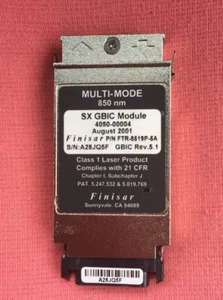 MULTI-MODE
850 nm
SX GBIC Module
4050-00004
August 2001
Finisar P/N FTR-8519P-5A
S/N:A28JQ5F GBIC Rev.5.1
Class 1 Laser Product
Complies with 21 CFR
Chapter I, Subchapter J
PAT. 5,247,532 & 5,019,769
Finisar
Sunnyvale, CA 94089
A28JQ5F